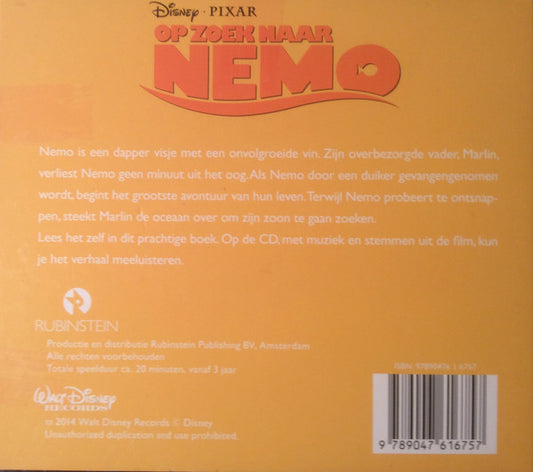 Disney · PIXAR
OP ZOEK NAAR
NEMO
Nemo is een dapper visje met een onvolgroeide vin. Zijn overbezorgde vader, Marlin,
verliest Nemo geen minuut uit het oog. Als Nemo door een duiker gevangengenomen
wordt, begint het grootste avontuur van hun leven. Terwijl Nemo probeert te ontsnap-
pen, steekt Marlin de oceaan over om zijn zoon te gaan zoeken.
Lees het zelf in dit prachtige boek. Op de CD, met muziek en stemmen uit de film, kun
je het verhaal meeluisteren.
RUBINSTEIN
Productie en distributie Rubinstein Publishing BV, Amsterdam
Alle rechten voorbehouden
Totale speelduur ca. 20 minuten, vanaf 3 jaar
ISBN 97890476 1 6757
WALT DISNEY
RECORDS
℗ 2014 Walt Disney Records © Disney
Unauthorized duplication and use prohibited.
9 789047 616757